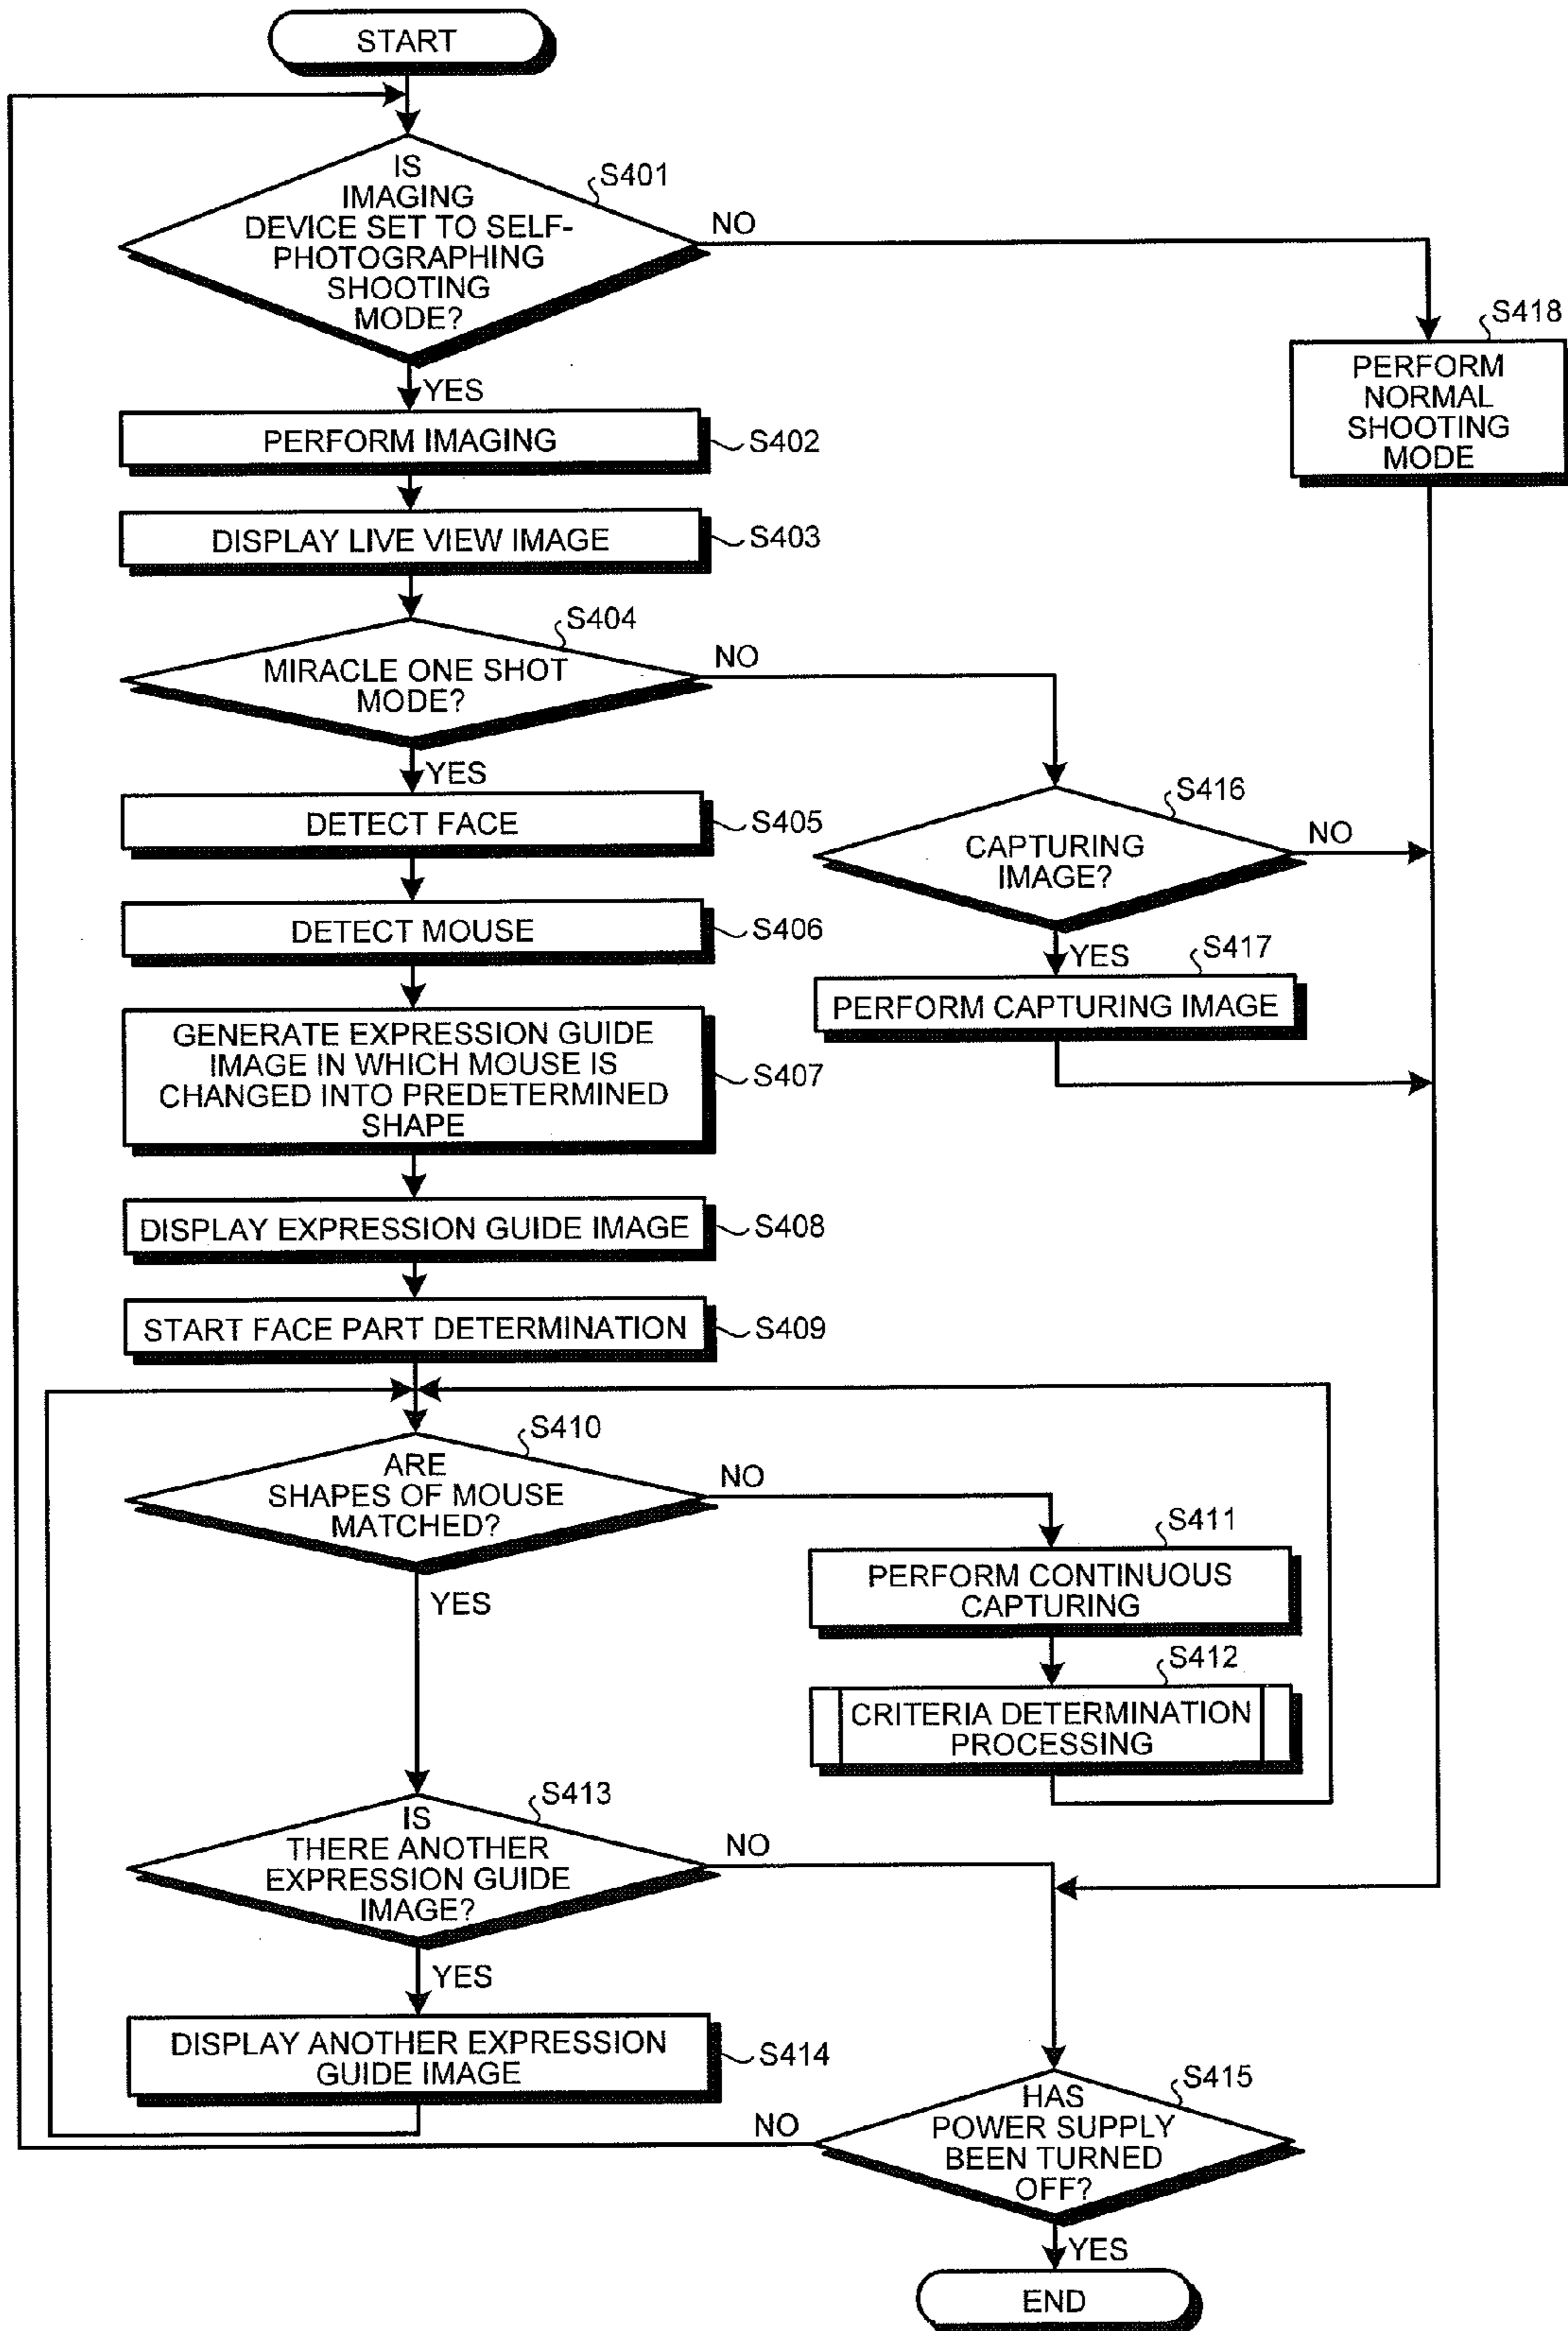 START
IS
IMAGING
DEVICE SET TO SELF-
PHOTOGRAPHING
SHOOTING
MODE?
S401
NO
YES
S418
PERFORM
NORMAL
SHOOTING
MODE
PERFORM IMAGING
S402
DISPLAY LIVE VIEW IMAGE
S403
S404
MIRACLE ONE SHOT
MODE?
NO
YES
DETECT FACE
S405
S416
CAPTURING
IMAGE?
NO
YES
DETECT MOUSE
S406
S417
PERFORM CAPTURING IMAGE
GENERATE EXPRESSION GUIDE
IMAGE IN WHICH MOUSE IS
CHANGED INTO PREDETERMINED
SHAPE
S407
DISPLAY EXPRESSION GUIDE IMAGE
S408
START FACE PART DETERMINATION
S409
S410
ARE
SHAPES OF MOUSE
MATCHED?
NO
YES
S411
PERFORM CONTINUOUS
CAPTURING
S412
CRITERIA DETERMINATION
PROCESSING
S413
IS
THERE ANOTHER
EXPRESSION GUIDE
IMAGE?
NO
YES
DISPLAY ANOTHER EXPRESSION
GUIDE IMAGE
S414
S415
HAS
POWER SUPPLY
BEEN TURNED
OFF?
NO
YES
END